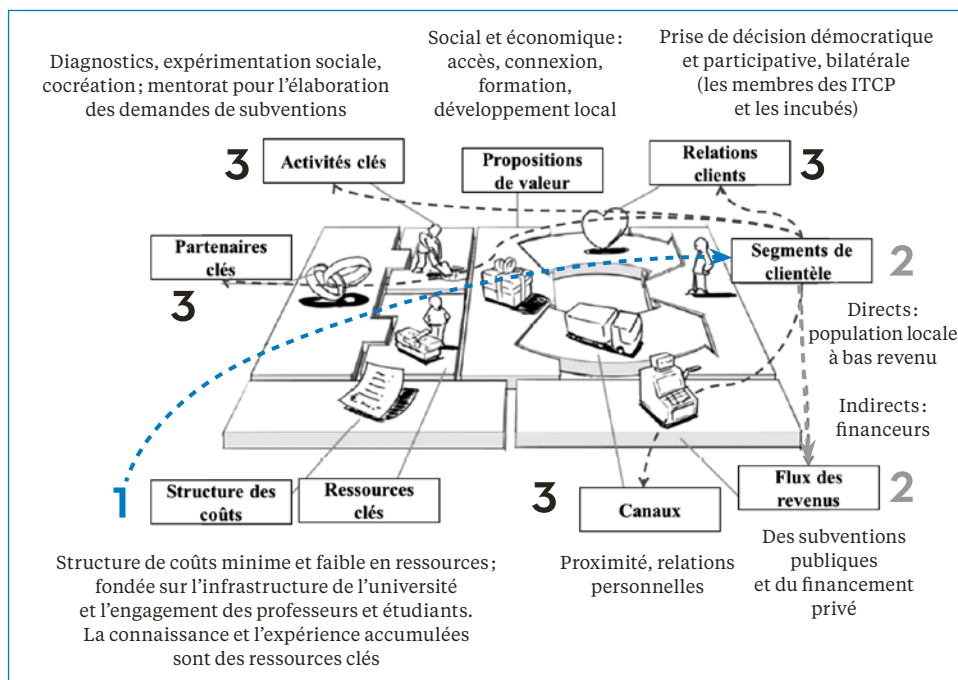 Diagnostics, expérimentation sociale,
cocréation ; mentorat pour l’élaboration
des demandes de subventions
Social et économique :
accès, connexion,
formation,
développement local
Prise de décision démocratique
et participative, bilatérale
(les membres des ITCP
et les incubés)
3
Activités clés
Propositions
de valeur
Relations
clients
3
Partenaires
clés
3
Segments de
clientèle
2
Directs :
population locale
à bas revenu
Indirects :
financeurs
1
Structure des
coûts
Ressources
clés
3
Canaux
Flux des
revenus
2
Structure de coûts minime et faible en ressources ;
fondée sur l’infrastructure de l’université
et l’engagement des professeurs et étudiants.
La connaissance et l’expérience accumulées
sont des ressources clés
Proximité, relations
personnelles
Des subventions
publiques
et du financement
privé